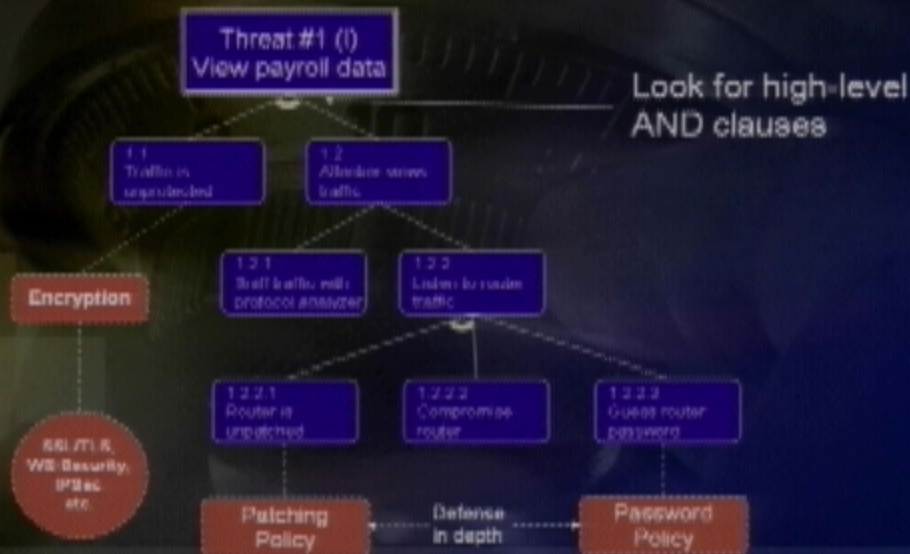 Threat #1 (I)
View payroll data
Look for high-level
AND clauses
1.1
Traffic is
unprotected
1.2
Attacker views
traffic
1.2.1
Sniff traffic with
protocol analyzer
1.2.2
Listen to router
traffic
Encryption
1.2.2.1
Router is
unpatched
1.2.2.2
Compromise
router
1.2.2.3
Guess router
password
SSL/TLS,
WS-Security,
IPSec
etc.
Patching
Policy
Defense
in depth
Password
Policy